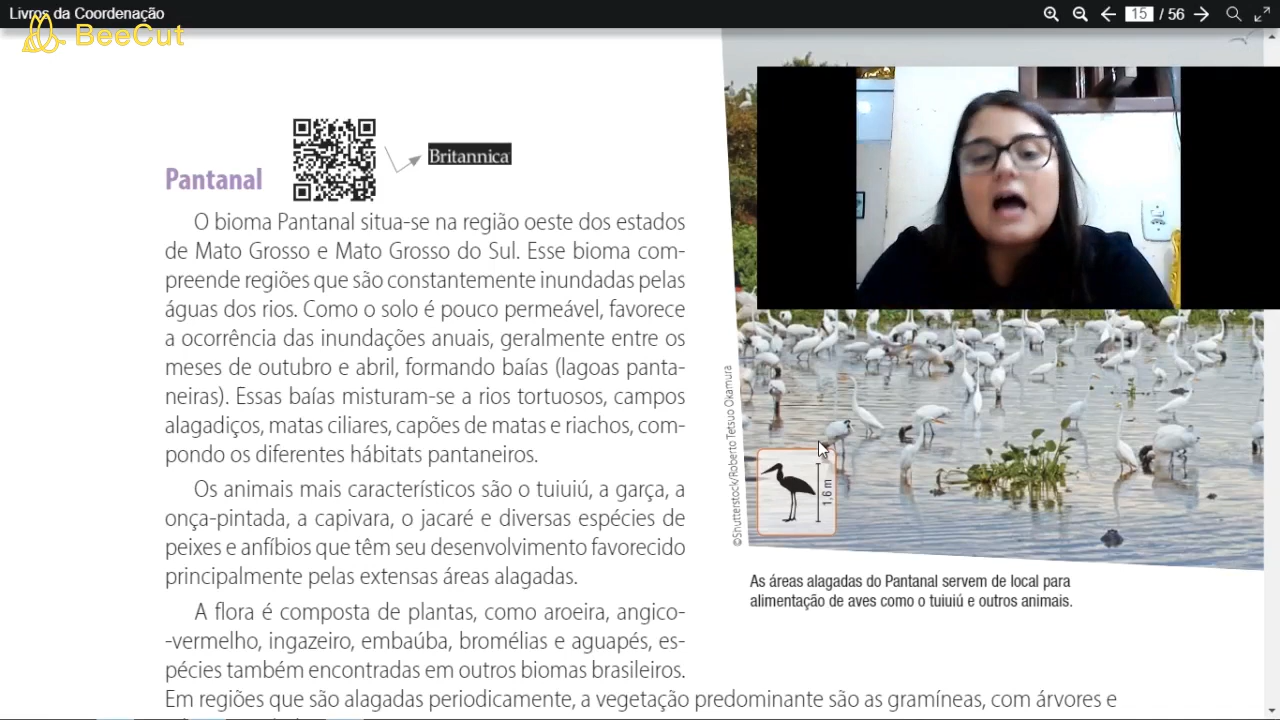 Livros da Coordenação
15 / 56
BeeCut
Britannica
Pantanal
O bioma Pantanal situa-se na região oeste dos estados
de Mato Grosso e Mato Grosso do Sul. Esse bioma com-
preende regiões que são constantemente inundadas pelas
águas dos rios. Como o solo é pouco permeável, favorece
a ocorrência das inundações anuais, geralmente entre os
meses de outubro e abril, formando baías (lagoas panta-
neiras). Essas baías misturam-se a rios tortuosos, campos
alagadiços, matas ciliares, capões de matas e riachos, com-
pondo os diferentes hábitats pantaneiros.
Os animais mais característicos são o tuiuiú, a garça, a
onça-pintada, a capivara, o jacaré e diversas espécies de
peixes e anfíbios que têm seu desenvolvimento favorecido
principalmente pelas extensas áreas alagadas.
A flora é composta de plantas, como aroeira, angico-
-vermelho, ingazeiro, embaúba, bromélias e aguapés, es-
pécies também encontradas em outros biomas brasileiros.
Em regiões que são alagadas periodicamente, a vegetação predominante são as gramíneas, com árvores e
©Shutterstock/Roberto Tetsuo Okamura
1,6 m
As áreas alagadas do Pantanal servem de local para
alimentação de aves como o tuiuiú e outros animais.